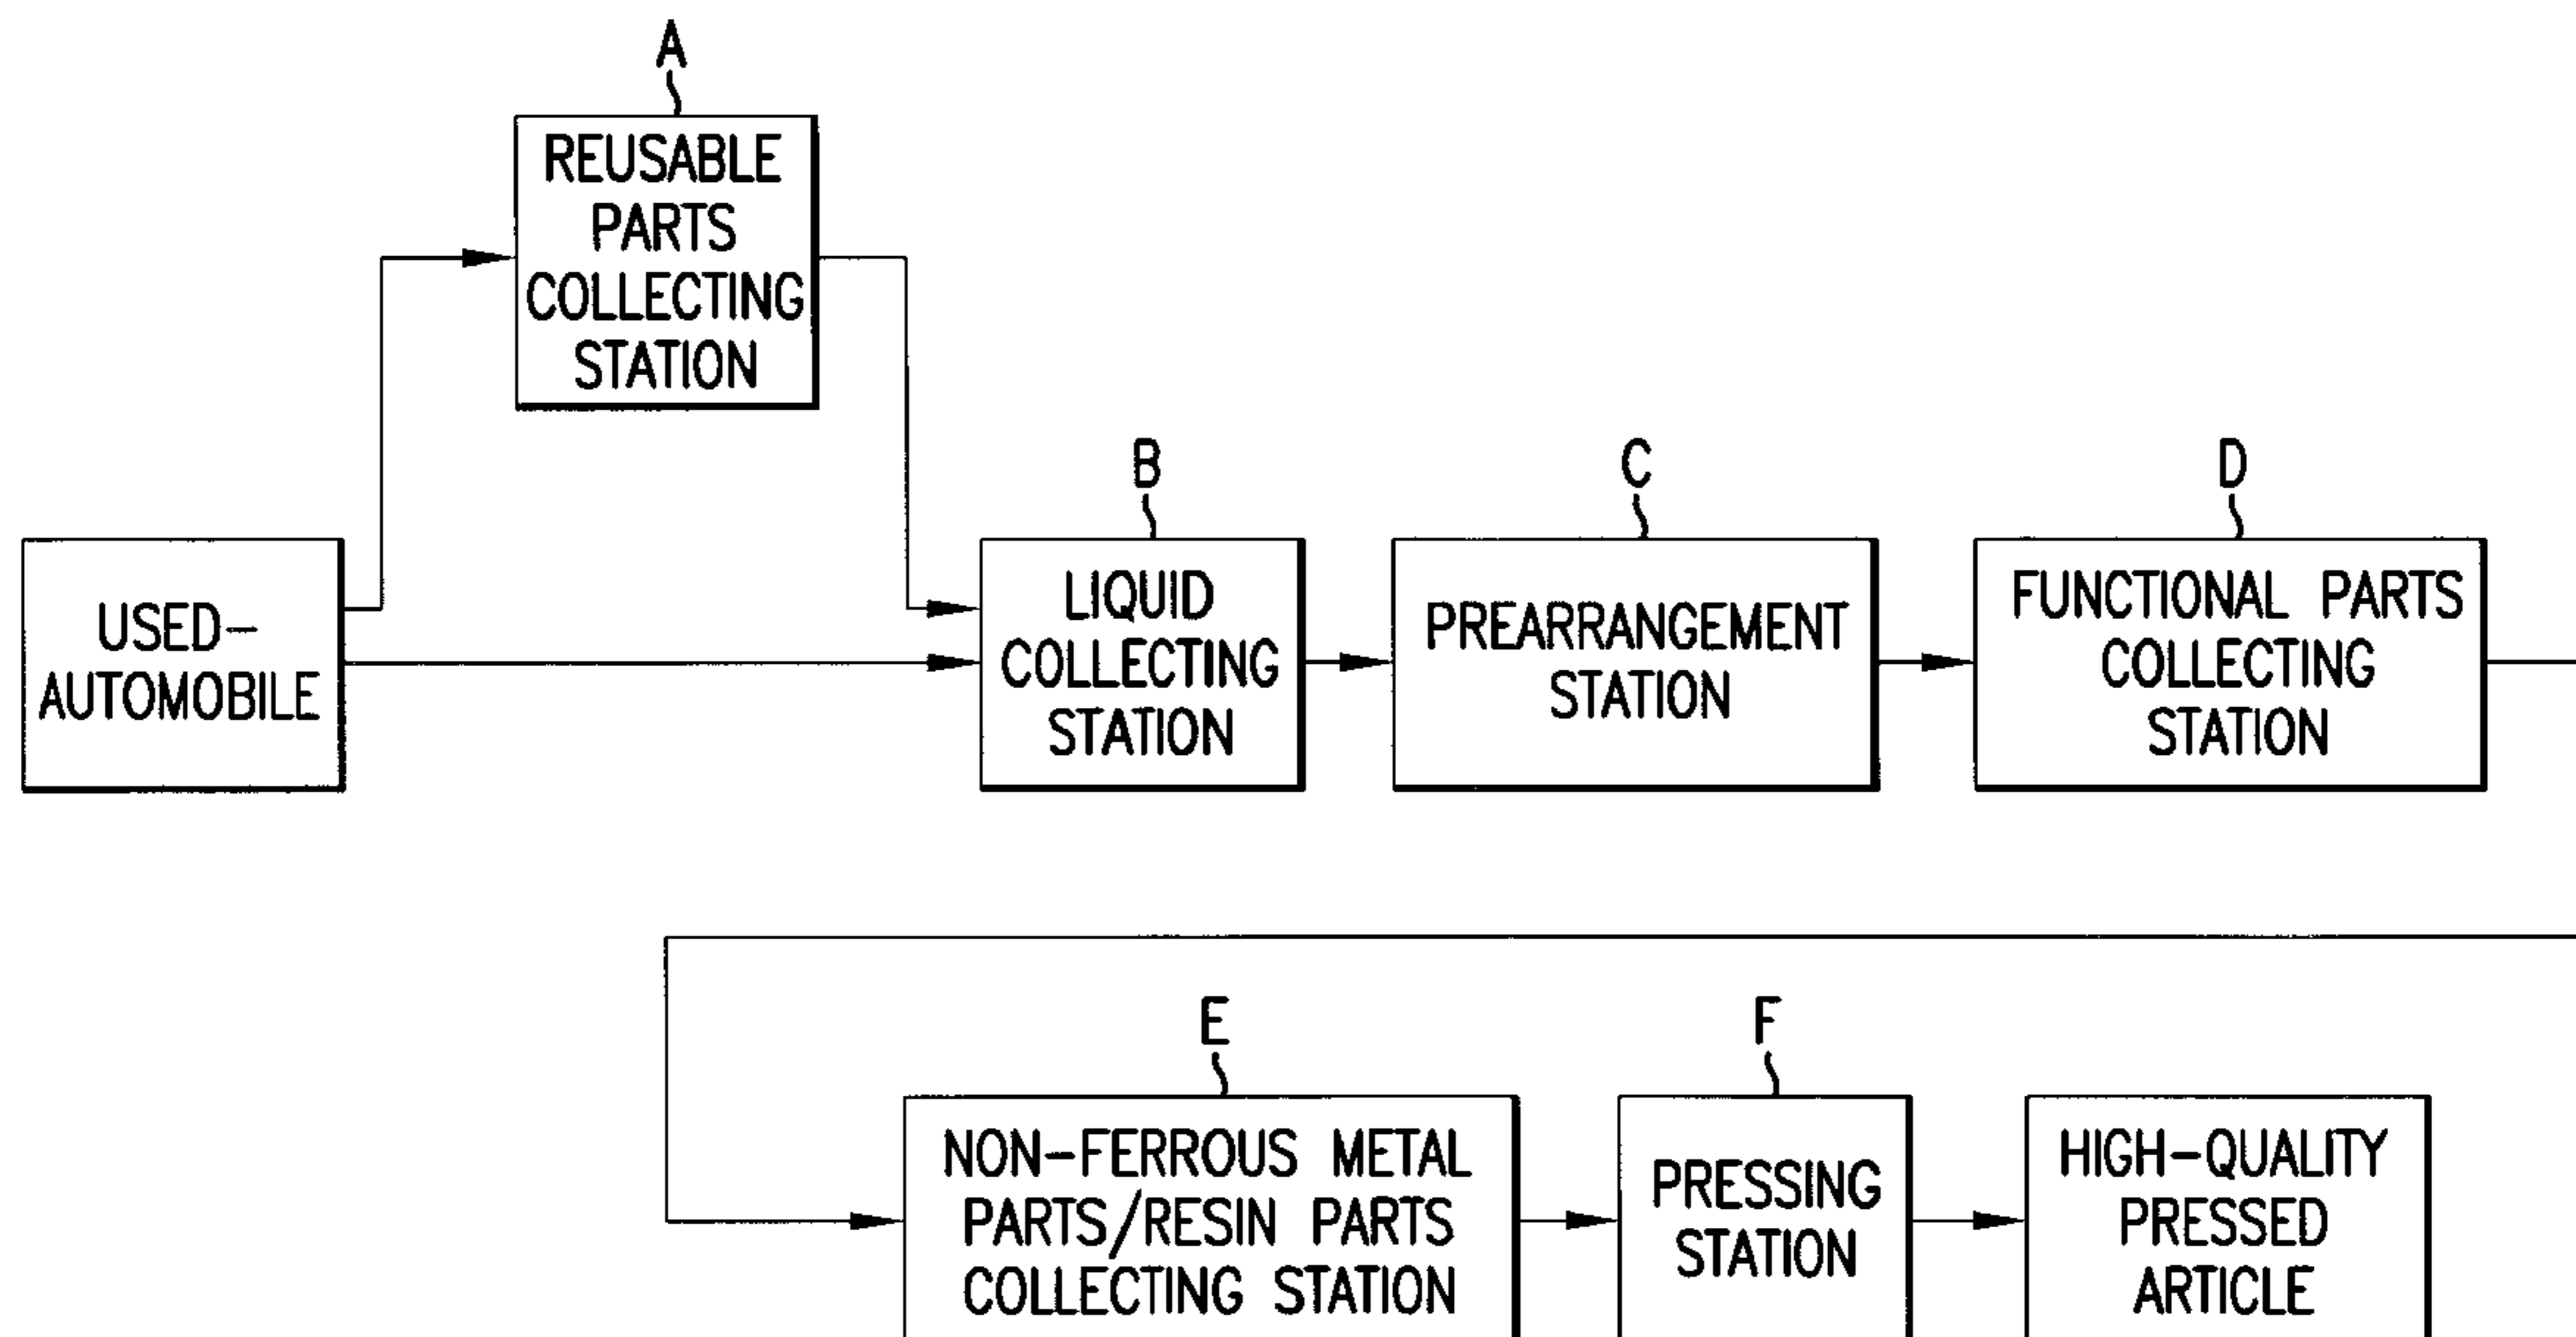 A
REUSABLE
PARTS
COLLECTING
STATION
USED-
AUTOMOBILE
B
LIQUID
COLLECTING
STATION
C
PREARRANGEMENT
STATION
D
FUNCTIONAL PARTS
COLLECTING
STATION
E
NON-FERROUS METAL
PARTS/RESIN PARTS
COLLECTING STATION
F
PRESSING
STATION
HIGH-QUALITY
PRESSED
ARTICLE